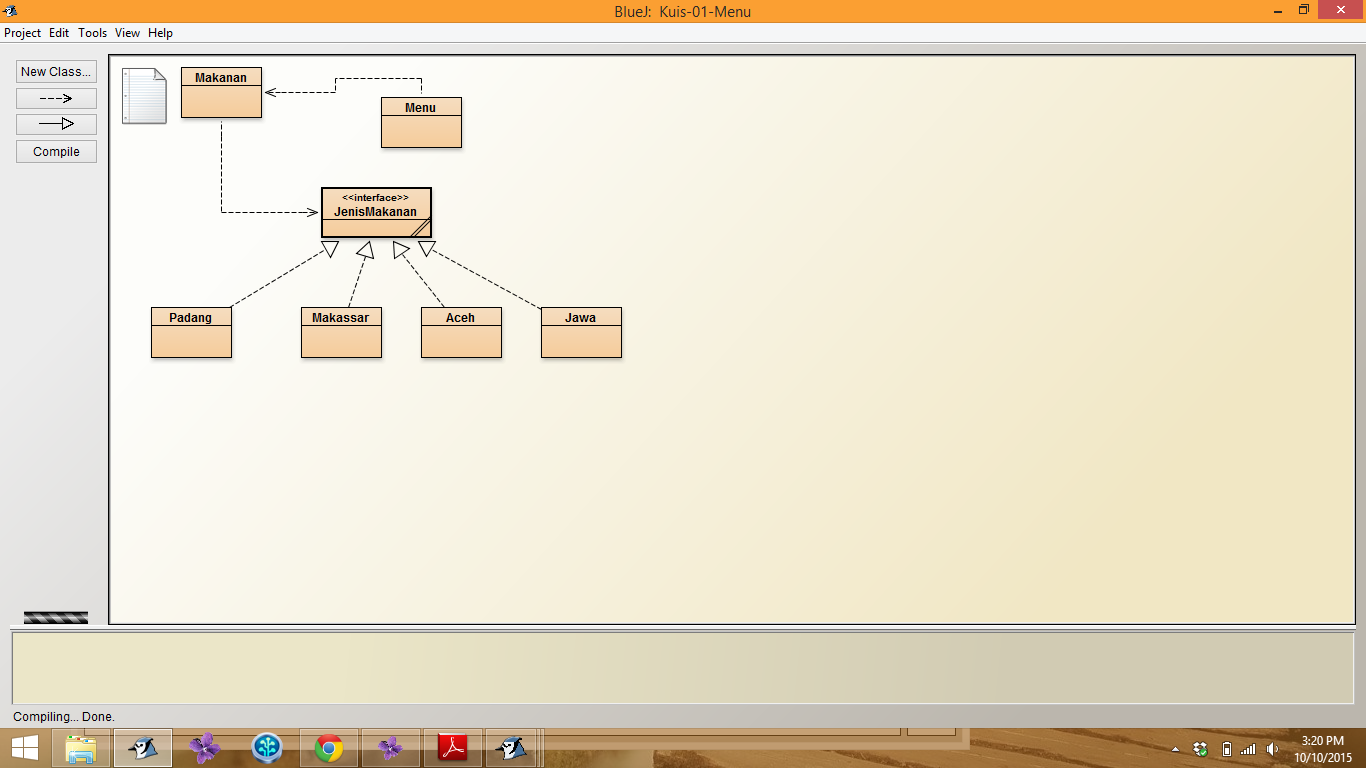 BlueJ: Kuis-01-Menu
Project Edit Tools View Help
New Class...
Compile
Makanan
Menu
<<interface>>
JenisMakanan
Padang
Makassar
Aceh
Jawa
Compiling... Done.
3:20 PM
10/10/2015